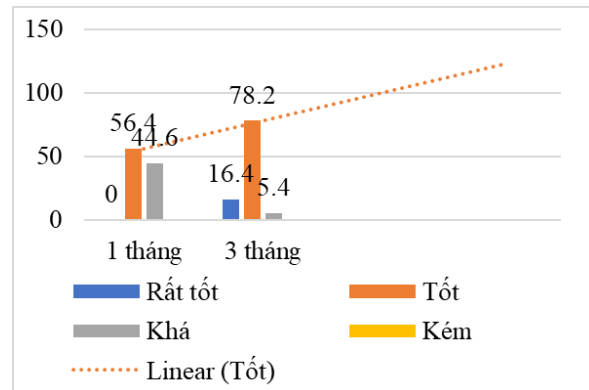 150
100
50
0
56.4
44.6
0
78.2
16.4
5.4
1 tháng
3 tháng
Rất tốt
Tốt
Khá
Kém
Linear (Tốt)